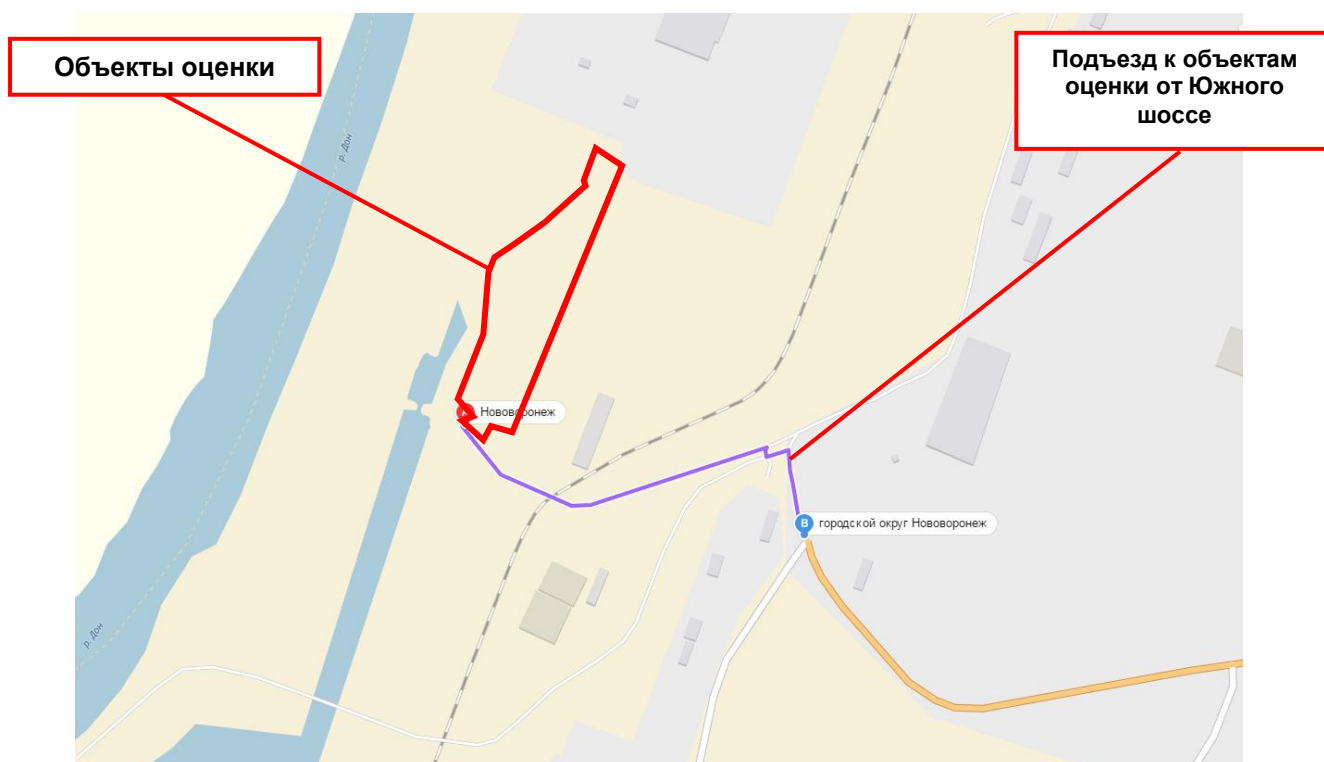 Объекты оценки
Подъезд к объектам
оценки от Южного
шоссе
р. Дон
Нововоронеж
B городской округ Нововоронеж
р. Дон